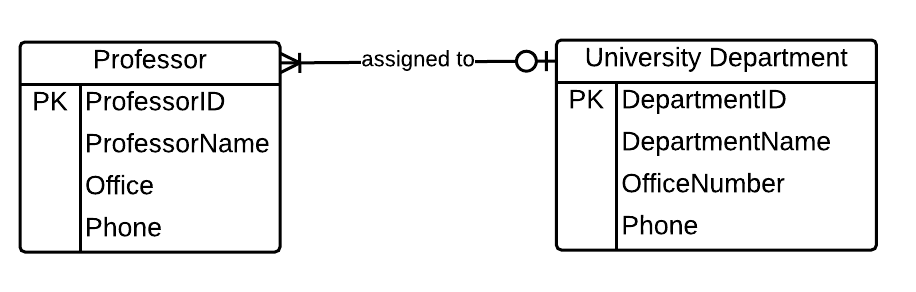 Professor
PK ProfessorID
ProfessorName
Office
Phone
assigned to
University Department
PK DepartmentID
DepartmentName
OfficeNumber
Phone